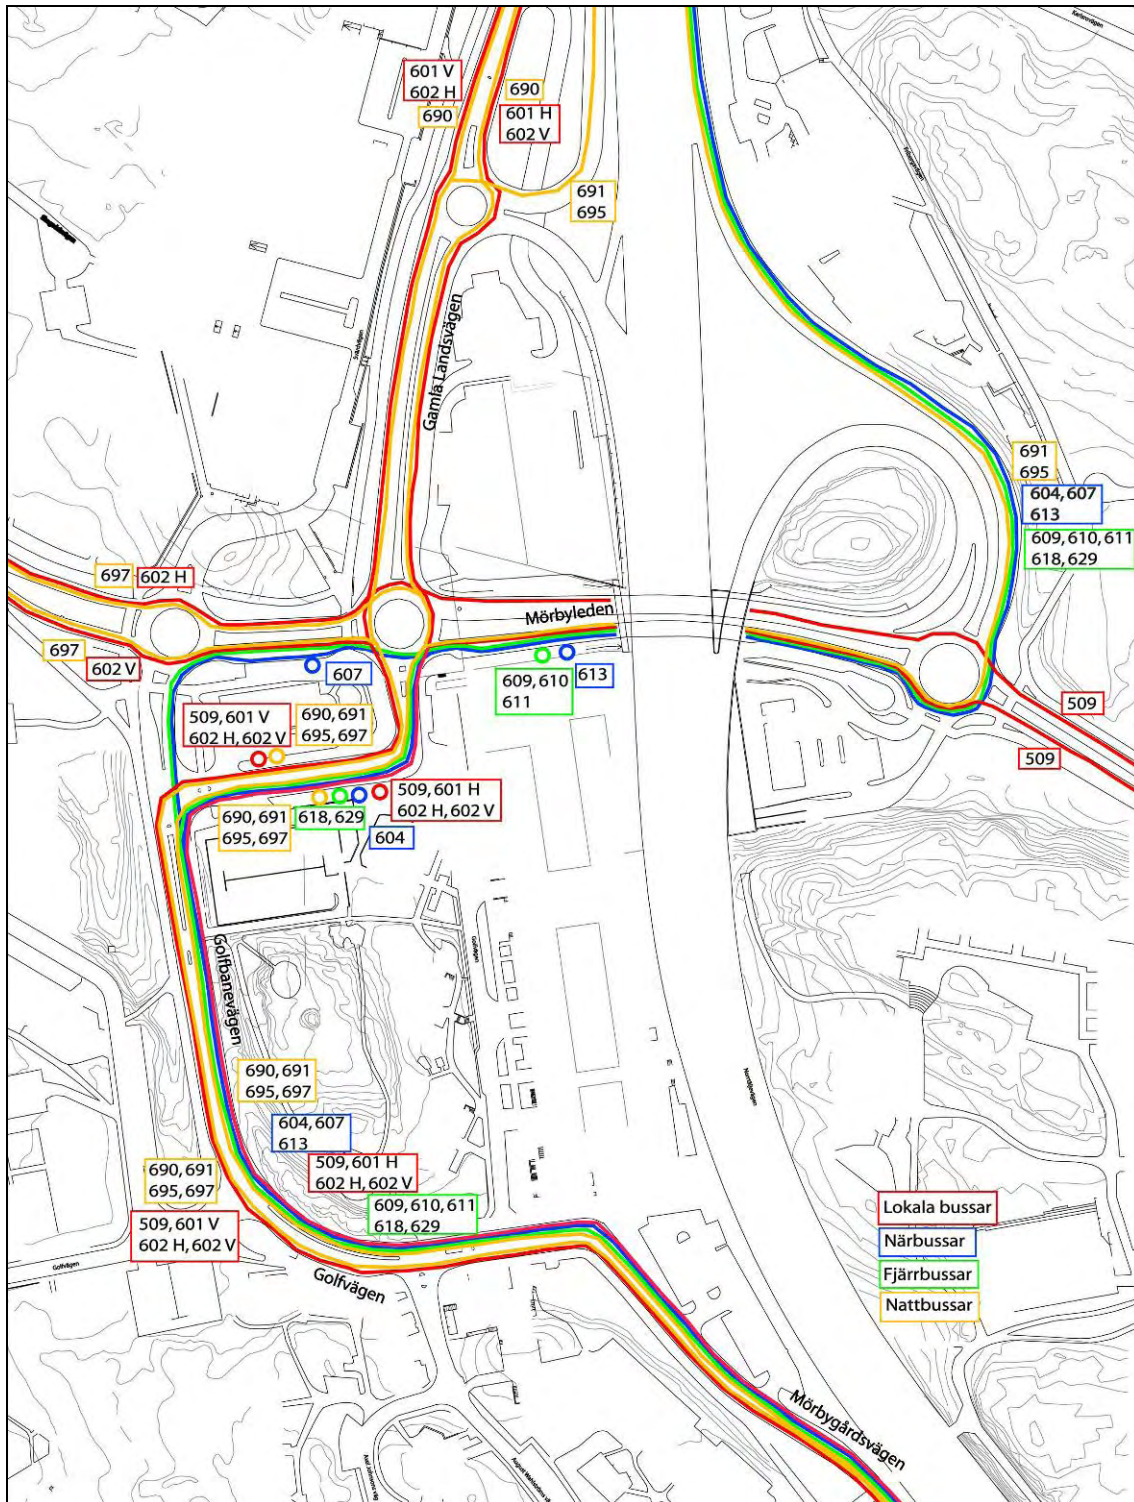 601 V
602 H
690
690
601 H
602 V
691
695
Gamla Landsvägen
691
695
604, 607
613
609, 610, 611
618, 629
697
602 H
Mörbyleden
697
602 V
607
609, 610
611
613
509, 601 V
602 H, 602 V
690, 691
695, 697
509
509
690, 691
695, 697
618, 629
604
509, 601 H
602 H, 602 V
Golfbanevägen
Golfvägen
Norrtäljevägen
690, 691
695, 697
604, 607
613
509, 601 H
602 H, 602 V
609, 610, 611
618, 629
690, 691
695, 697
509, 601 V
602 H, 602 V
Golfvägen
Golfvägen
Lokala bussar
Närbussar
Fjärrbussar
Nattbussar
Mörbygårdsvägen